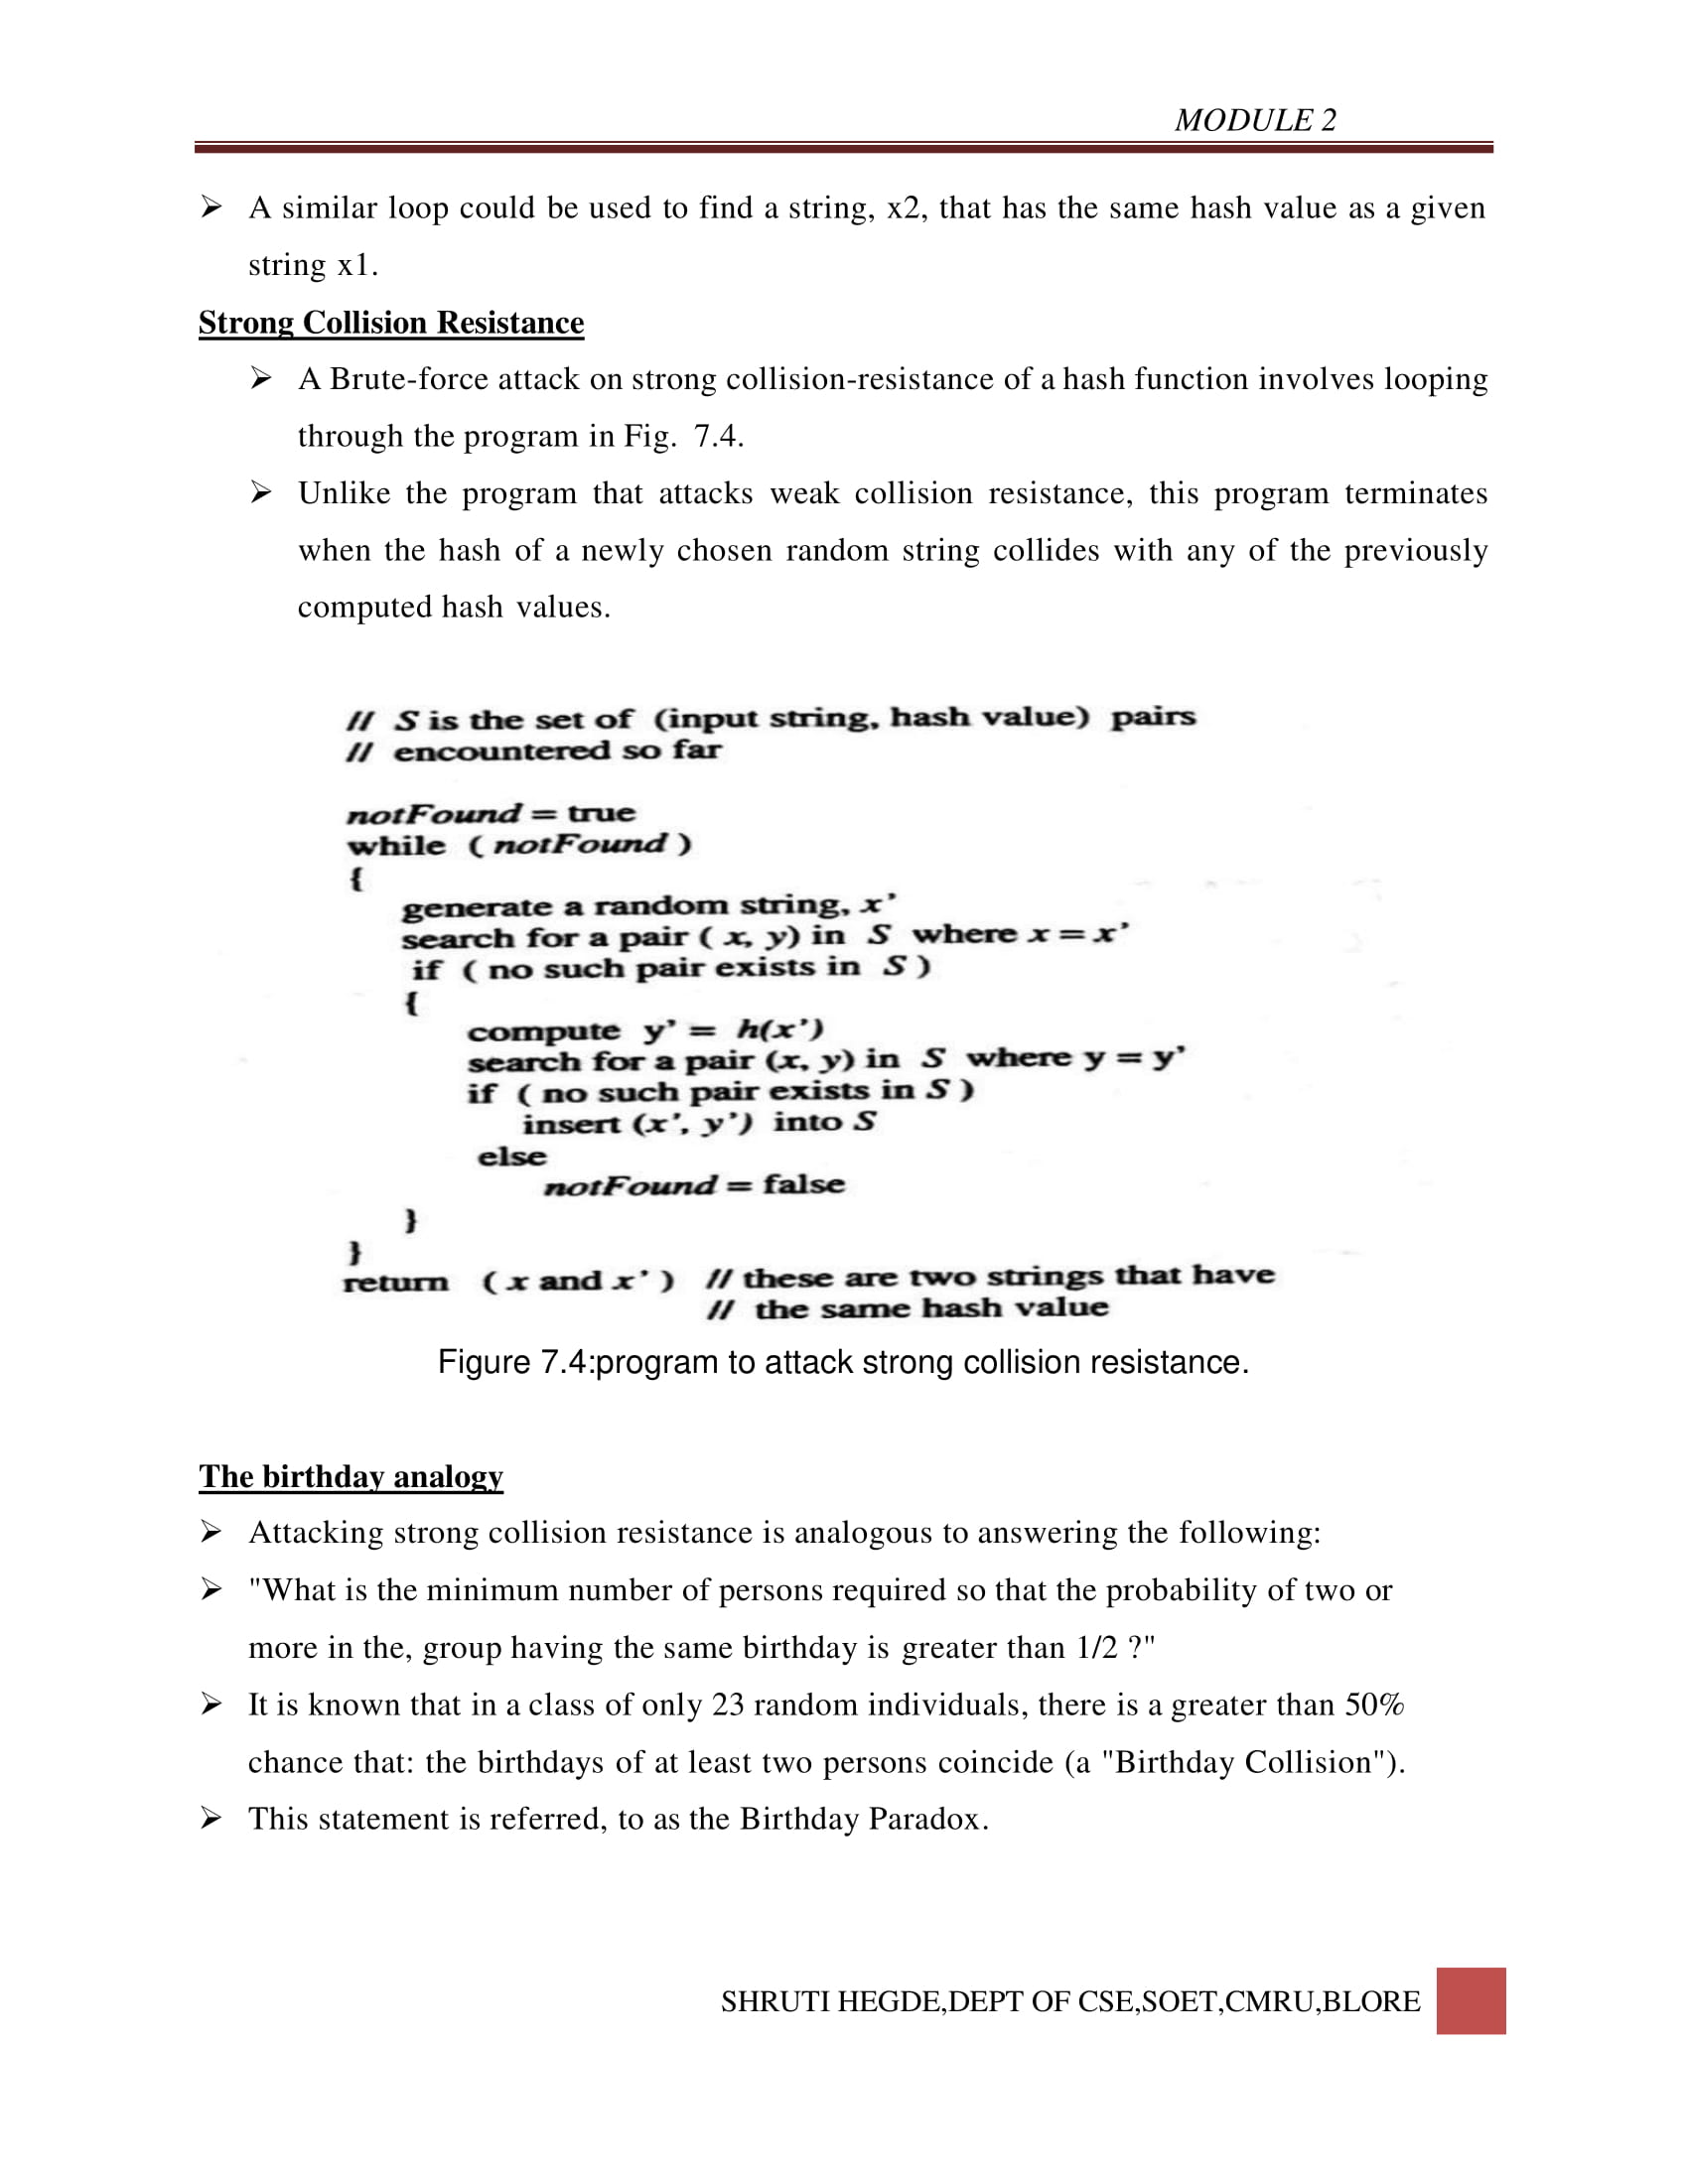 MODULE 2
➢ A similar loop could be used to find a string, x2, that has the same hash value as a given
string x1.
Strong Collision Resistance
➢ A Brute-force attack on strong collision-resistance of a hash function involves looping
through the program in Fig. 7.4.
➢ Unlike the program that attacks weak collision resistance, this program terminates
when the hash of a newly chosen random string collides with any of the previously
computed hash values.
// S is the set of (input string, hash value) pairs
// encountered so far
notFound = true
while ( notFound )
{
generate a random string, x’
search for a pair ( x, y) in S where x = x’
if ( no such pair exists in S )
{
compute y’ = h(x’)
search for a pair (x, y) in S where y = y’
if ( no such pair exists in S )
insert (x’, y’) into S
else
notFound = false
}
}
return ( x and x’ ) // these are two strings that have
// the same hash value
Figure 7.4:program to attack strong collision resistance.
The birthday analogy
➢ Attacking strong collision resistance is analogous to answering the following:
➢ "What is the minimum number of persons required so that the probability of two or
more in the, group having the same birthday is greater than 1/2 ?"
➢ It is known that in a class of only 23 random individuals, there is a greater than 50%
chance that: the birthdays of at least two persons coincide (a "Birthday Collision").
➢ This statement is referred, to as the Birthday Paradox.
SHRUTI HEGDE,DEPT OF CSE,SOET,CMRU,BLORE